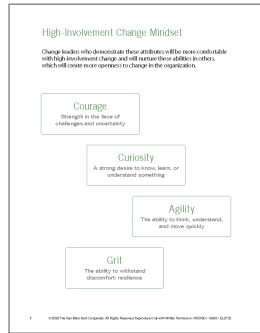 High-Involvement Change Mindset
Change leaders who demonstrate these attributes will be more comfortable
with high-involvement change and will nurture these abilities in others,
which will create more openness to change in the organization.
Courage
Strength in the face of
challenges and uncertainty
Curiosity
A strong desire to know, learn, or
understand something
Agility
The ability to think, understand,
and move quickly
Grit
The ability to withstand
discomfort; resilience
All Rights Reserved.